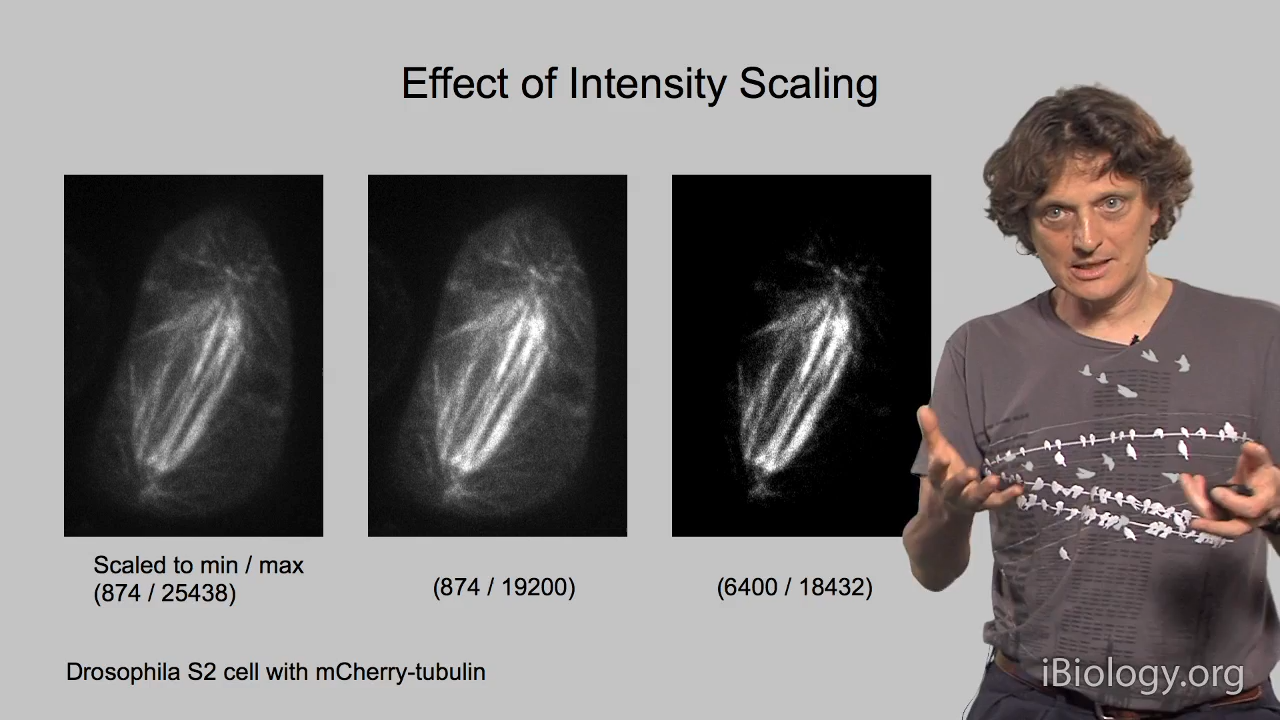 Effect of Intensity Scaling
Scaled to min / max
(874 / 25438)
(874 / 19200)
(6400 / 18432)
Drosophila S2 cell with mCherry-tubulin
iBiology.org